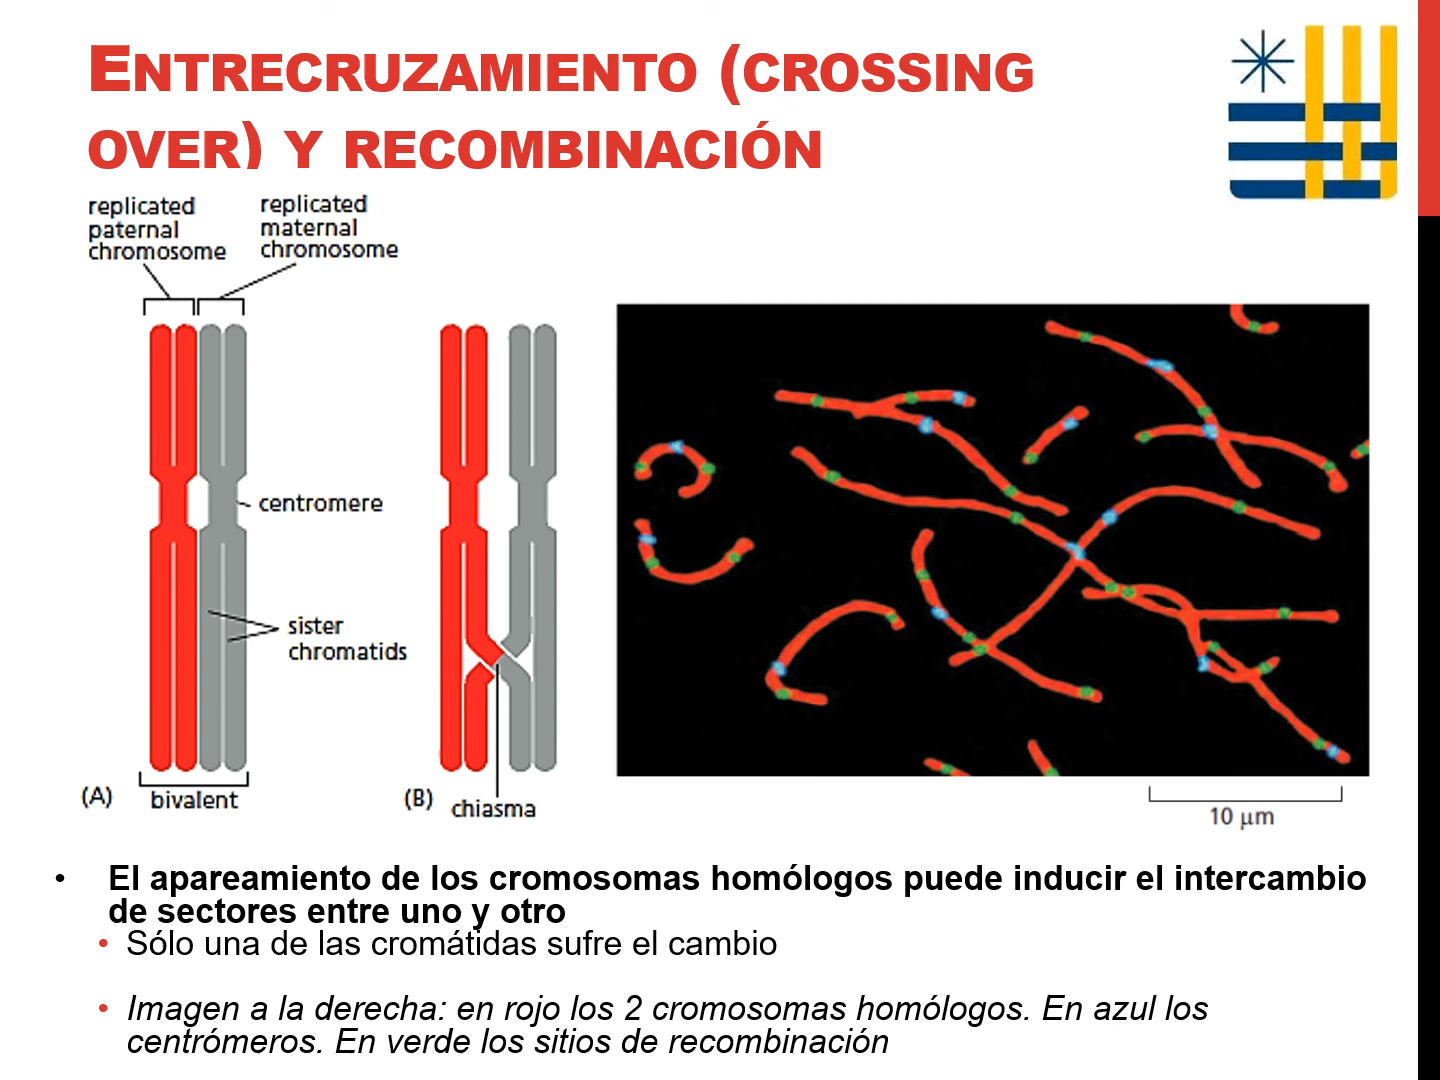 ENTRECRUZAMIENTO (CROSSING
OVER) Y RECOMBINACIÓN
replicated
paternal
chromosome
replicated
maternal
chromosome
centromere
sister
chromatids
(A)
bivalent
(B)
chiasma
10 μm
• El apareamiento de los cromosomas homólogos puede inducir el intercambio
de sectores entre uno y otro
• Sólo una de las cromátidas sufre el cambio
• Imagen a la derecha: en rojo los 2 cromosomas homólogos. En azul los
centrómeros. En verde los sitios de recombinación